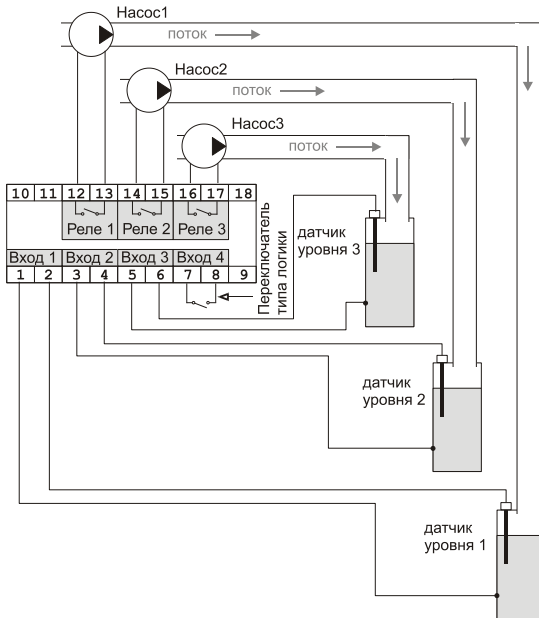 Насос1
поток
Насос2
поток
Насос3
поток
10 11 12 13 14 15 16 17 18
Реле 1 Реле 2 Реле 3
Вход 1 Вход 2 Вход 3 Вход 4
1 2 3 4 5 6 7 8 9
Переключатель
типа логики
датчик
уровня 3
датчик
уровня 2
датчик
уровня 1